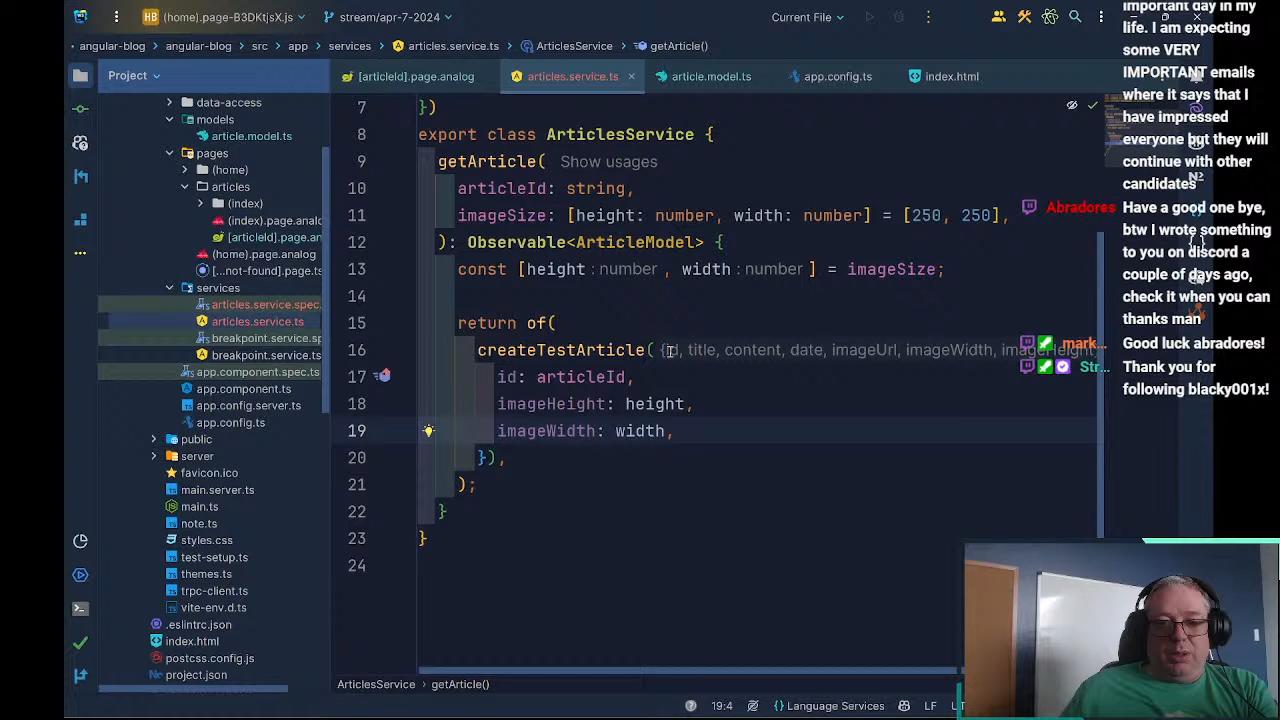 HB (home).page-B3DKtjsX.js
stream/apr-7-2024
Current File
angular-blog
angular-blog
src
app
services
articles.service.ts
ArticlesService
getArticle()
Project
[articleId].page.analog
articles.service.ts
article.model.ts
app.config.ts
index.html
data-access
models
article.model.ts
pages
(home)
articles
(index)
(index).page.analog
[articleId].page.an
(home).page.analog
[...not-found].page.ts
services
articles.service.spec.
articles.service.ts
breakpoint.service.sp
breakpoint.service.ts
app.component.spec.ts
app.component.ts
app.config.server.ts
app.config.ts
public
server
favicon.ico
main.server.ts
main.ts
note.ts
styles.css
test-setup.ts
themes.ts
trpc-client.ts
vite-env.d.ts
.eslintrc.json
index.html
postcss.config.js
project.json
7 })
8 export class ArticlesService {
9 getArticle( Show usages
10 articleId: string,
11 imageSize: [height: number, width: number] = [250, 250],
12 ): Observable<ArticleModel> {
13 const [height :number , width :number ] = imageSize;
14
15 return of(
16 createTestArticle( {id, title, content, date, imageUrl, imageWidth, imageHeight}
17 id: articleId,
18 imageHeight: height,
19 imageWidth: width,
20 }),
21 );
22 }
23 }
24
ArticlesService
getArticle()
19:4
Language Services
LF
important day in my
life. I am expecting
some VERY
IMPORTANT emails
where it says that I
have impressed
everyone but they will
continue with other
candidates
Abradores
Have a good one bye,
btw I wrote something
to you on discord a
couple of days ago,
check it when you can
thanks man
mark...
Good luck abradores!
Str...
Thank you for
following blacky001x!